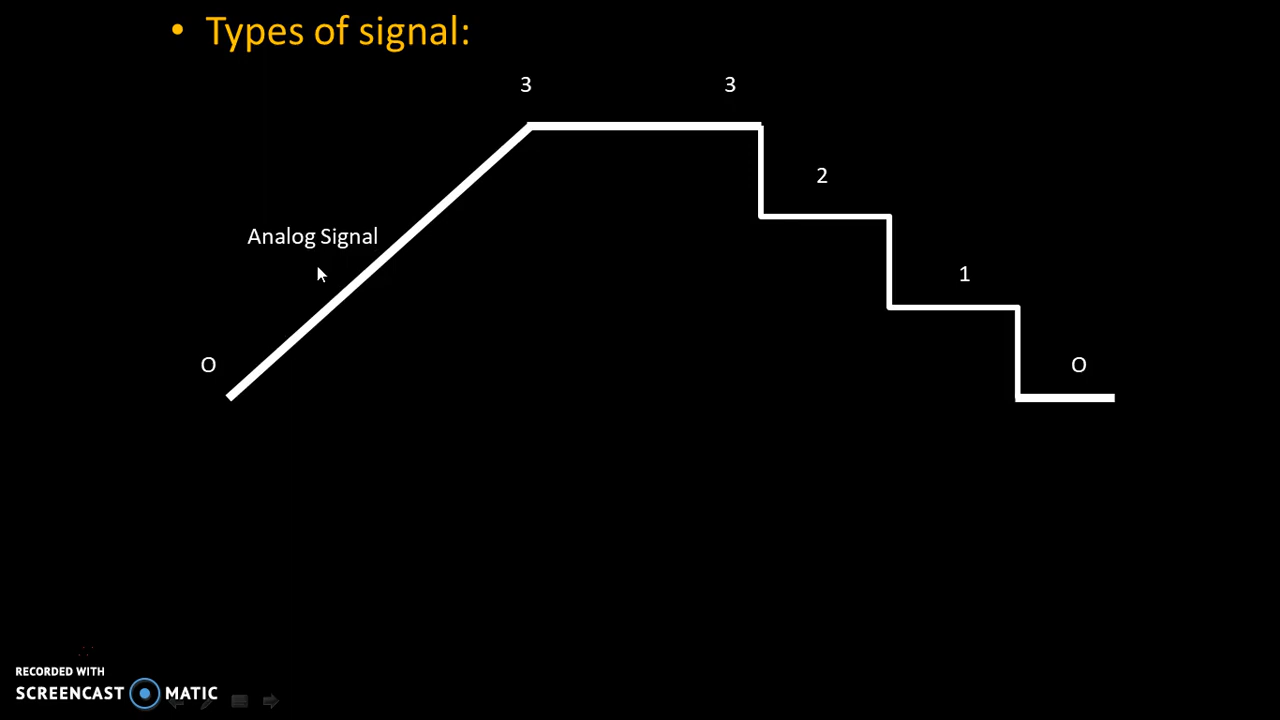 • Types of signal:
3 3
2
Analog Signal
1
O O
RECORDED WITH
SCREENCAST MATIC